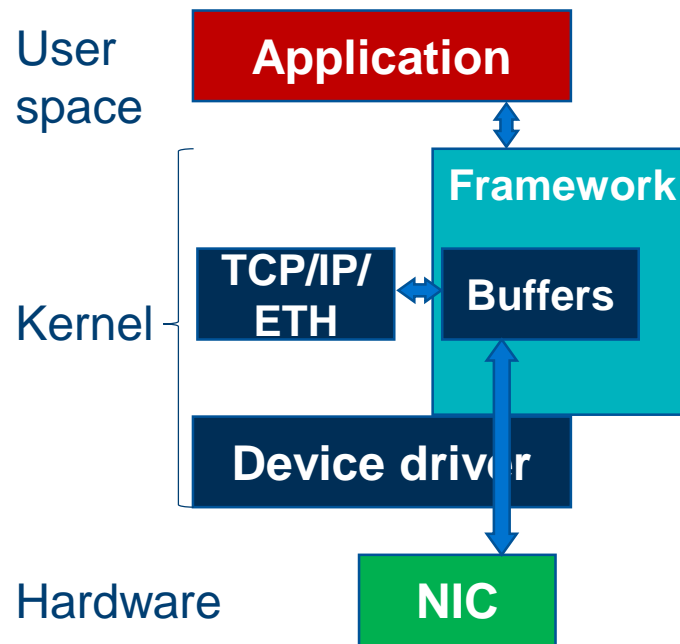 User
space
Application
Framework
Kernel
TCP/IP/
ETH
Buffers
Device driver
Hardware
NIC